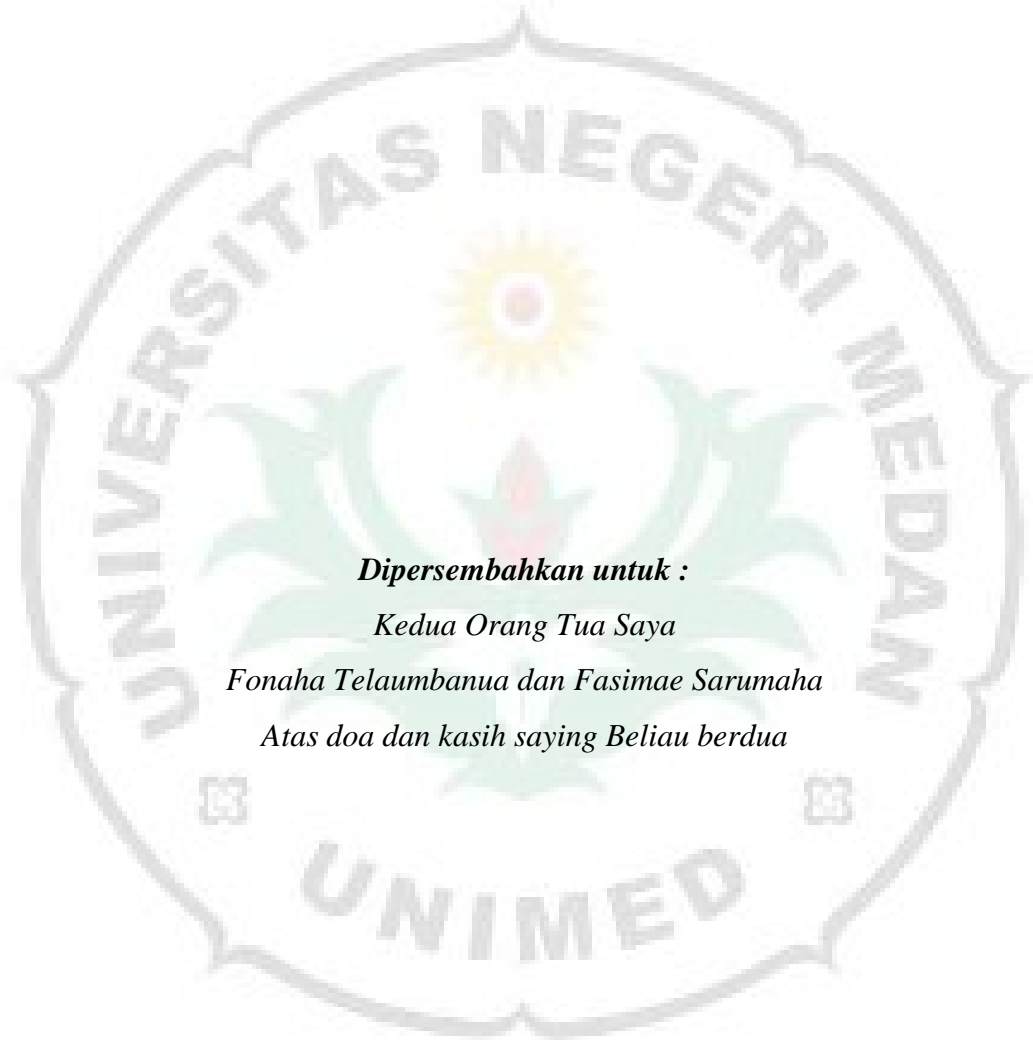 UNIVERSITAS NEGERI MEDAN
Dipersembahkan untuk :
Kedua Orang Tua Saya
Fonaha Telaumbanua dan Fasimae Sarumaha
Atas doa dan kasih saying Beliau berdua
UNIMED